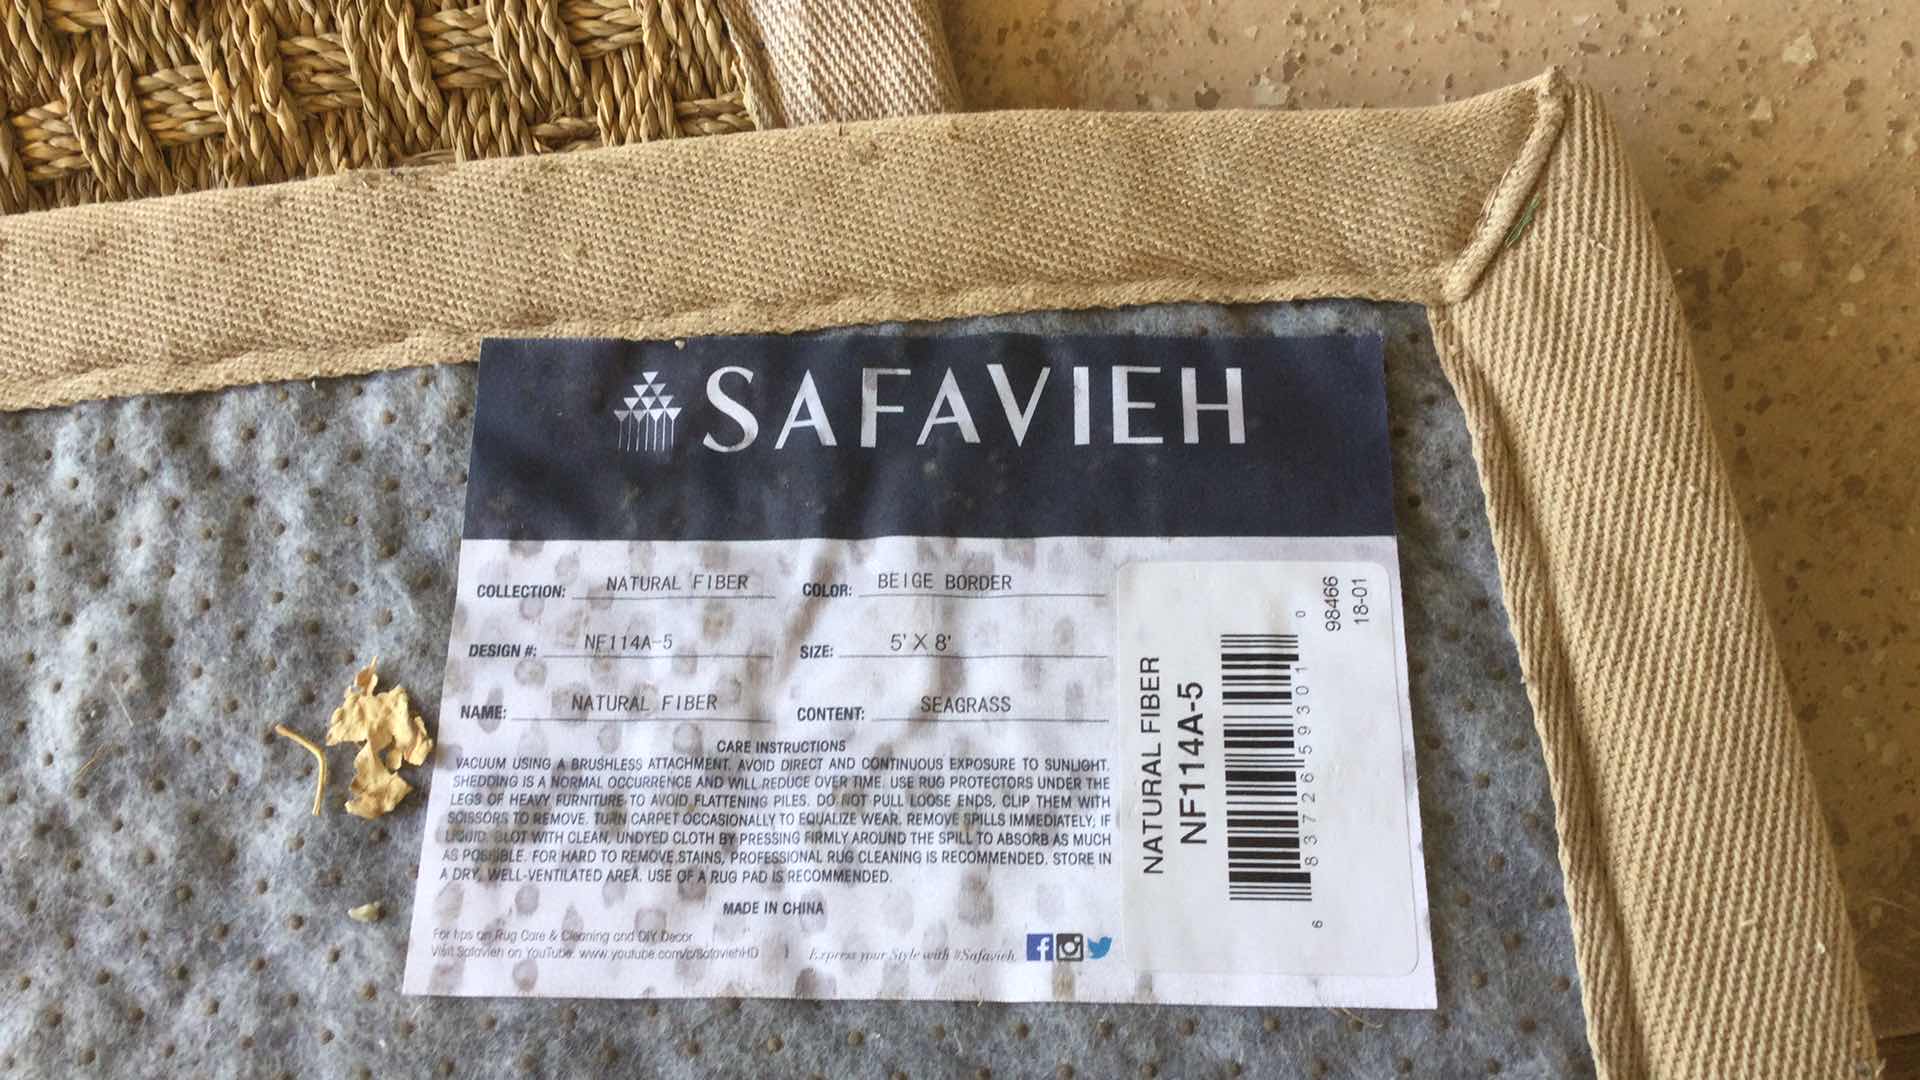 SAFAVIEH
COLLECTION: NATURAL FIBER COLOR: BEIGE BORDER
DESIGN #: NF114A-5 SIZE: 5' X 8'
NAME: NATURAL FIBER CONTENT: SEAGRASS
CARE INSTRUCTIONS
VACUUM USING A BRUSHLESS ATTACHMENT. AVOID DIRECT AND CONTINUOUS EXPOSURE TO SUNLIGHT.
SHEDDING IS A NORMAL OCCURRENCE AND WILL REDUCE OVER TIME. USE RUG PROTECTORS UNDER THE
LEGS OF HEAVY FURNITURE TO AVOID FLATTENING PILES. DO NOT PULL LOOSE ENDS, CLIP THEM WITH
SCISSORS TO REMOVE. TURN CARPET OCCASIONALLY TO EQUALIZE WEAR. REMOVE SPILLS IMMEDIATELY; IF
LIQUID BLOT WITH CLEAN, UNDYED CLOTH BY PRESSING FIRMLY AROUND THE SPILL TO ABSORB AS MUCH
AS POSSIBLE. FOR HARD TO REMOVE STAINS, PROFESSIONAL RUG CLEANING IS RECOMMENDED. STORE IN
A DRY, WELL-VENTILATED AREA. USE OF A RUG PAD IS RECOMMENDED.
MADE IN CHINA
For tips on Rug Care & Cleaning and DIY Decor
Visit Safavieh on YouTube: www.youtube.com/c/SafaviehHD | Express your Style with #Safavieh
NATURAL FIBER
NF114A-5
6 83726 59301 0
98466
18-01